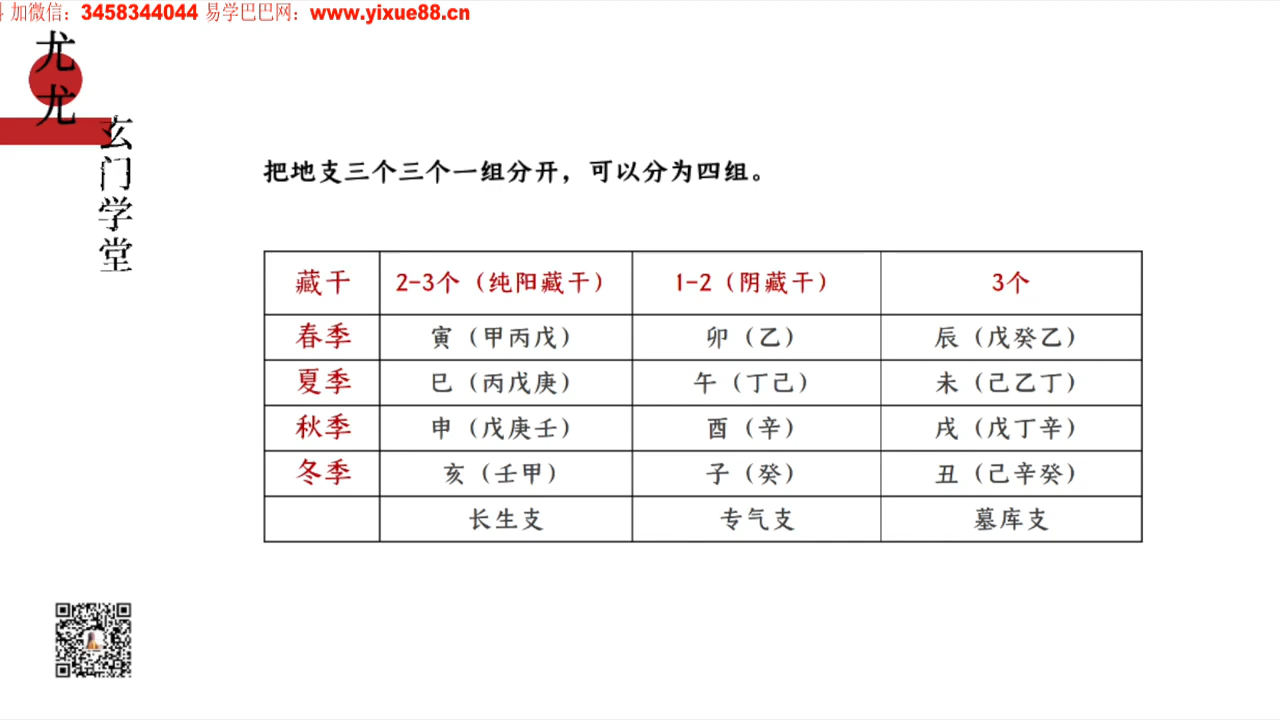 加微信：3458344044 易学巴巴网：www.yixue88.cn
尤尤
玄门学堂
把地支三个三个一组分开，可以分为四组。
藏干 2-3个（纯阳藏干） 1-2（阴藏干） 3个
春季 寅（甲丙戊） 卯（乙） 辰（戊癸乙）
夏季 巳（丙戊庚） 午（丁己） 未（己乙丁）
秋季 申（戊庚壬） 酉（辛） 戌（戊丁辛）
冬季 亥（壬甲） 子（癸） 丑（己辛癸）
长生支 专气支 墓库支